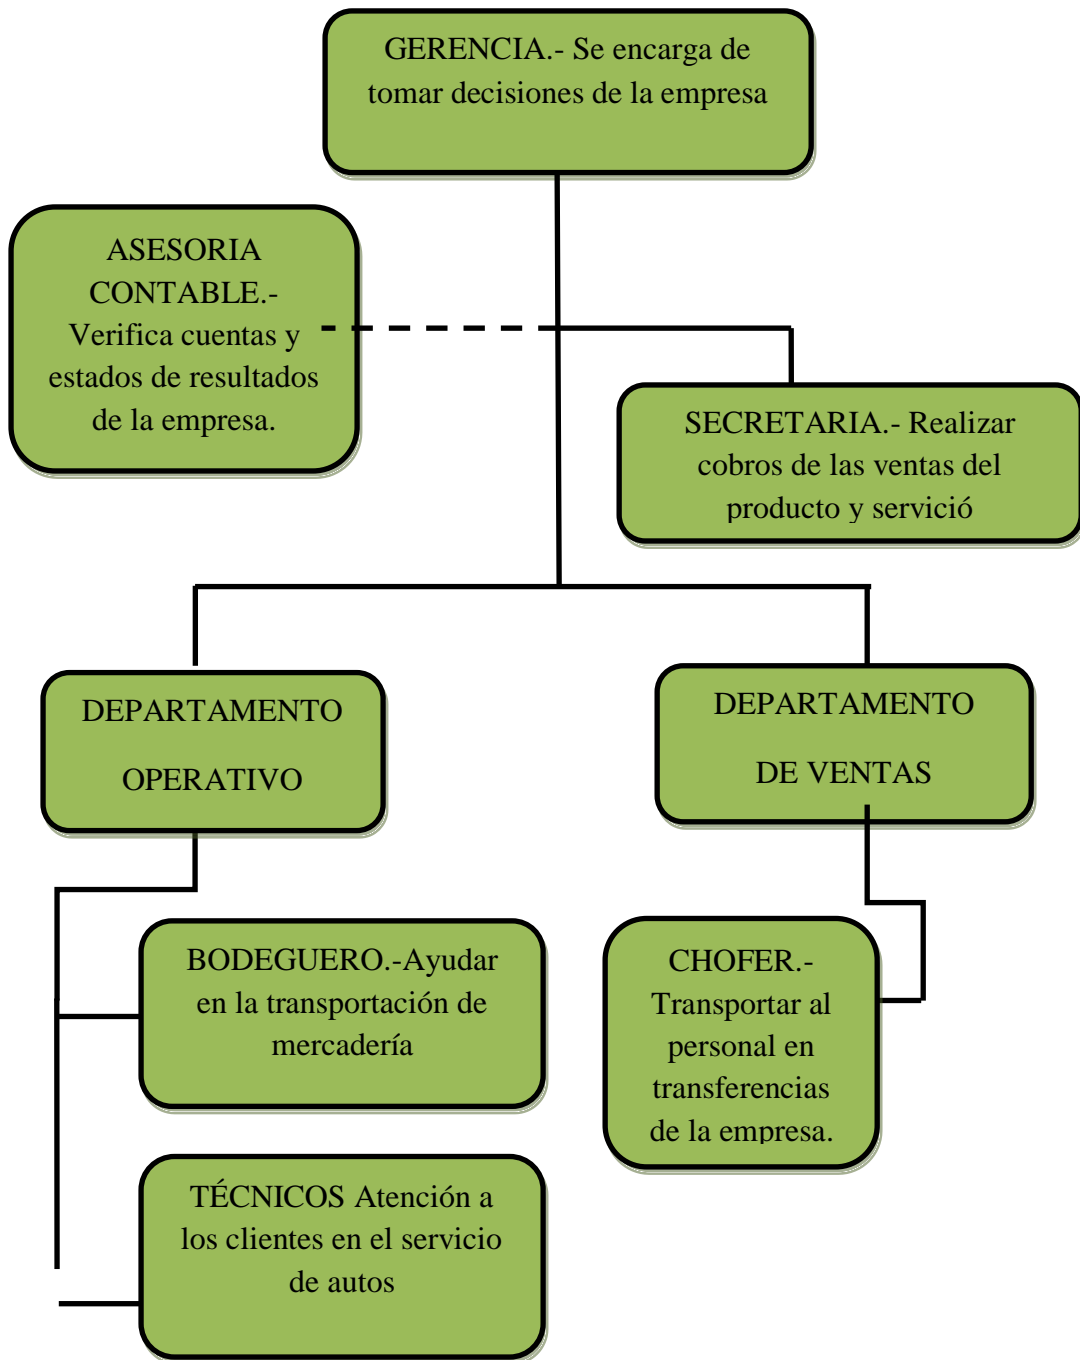 GERENCIA.- Se encarga de
tomar decisiones de la empresa
ASESORIA
CONTABLE.-
Verifica cuentas y
estados de resultados
de la empresa.
SECRETARIA.- Realizar
cobros de las ventas del
producto y servició
DEPARTAMENTO
OPERATIVO
DEPARTAMENTO
DE VENTAS
BODEGUERO.-Ayudar
en la transportación de
mercadería
CHOFER.-
Transportar al
personal en
transferencias
de la empresa.
TÉCNICOS Atención a
los clientes en el servicio
de autos